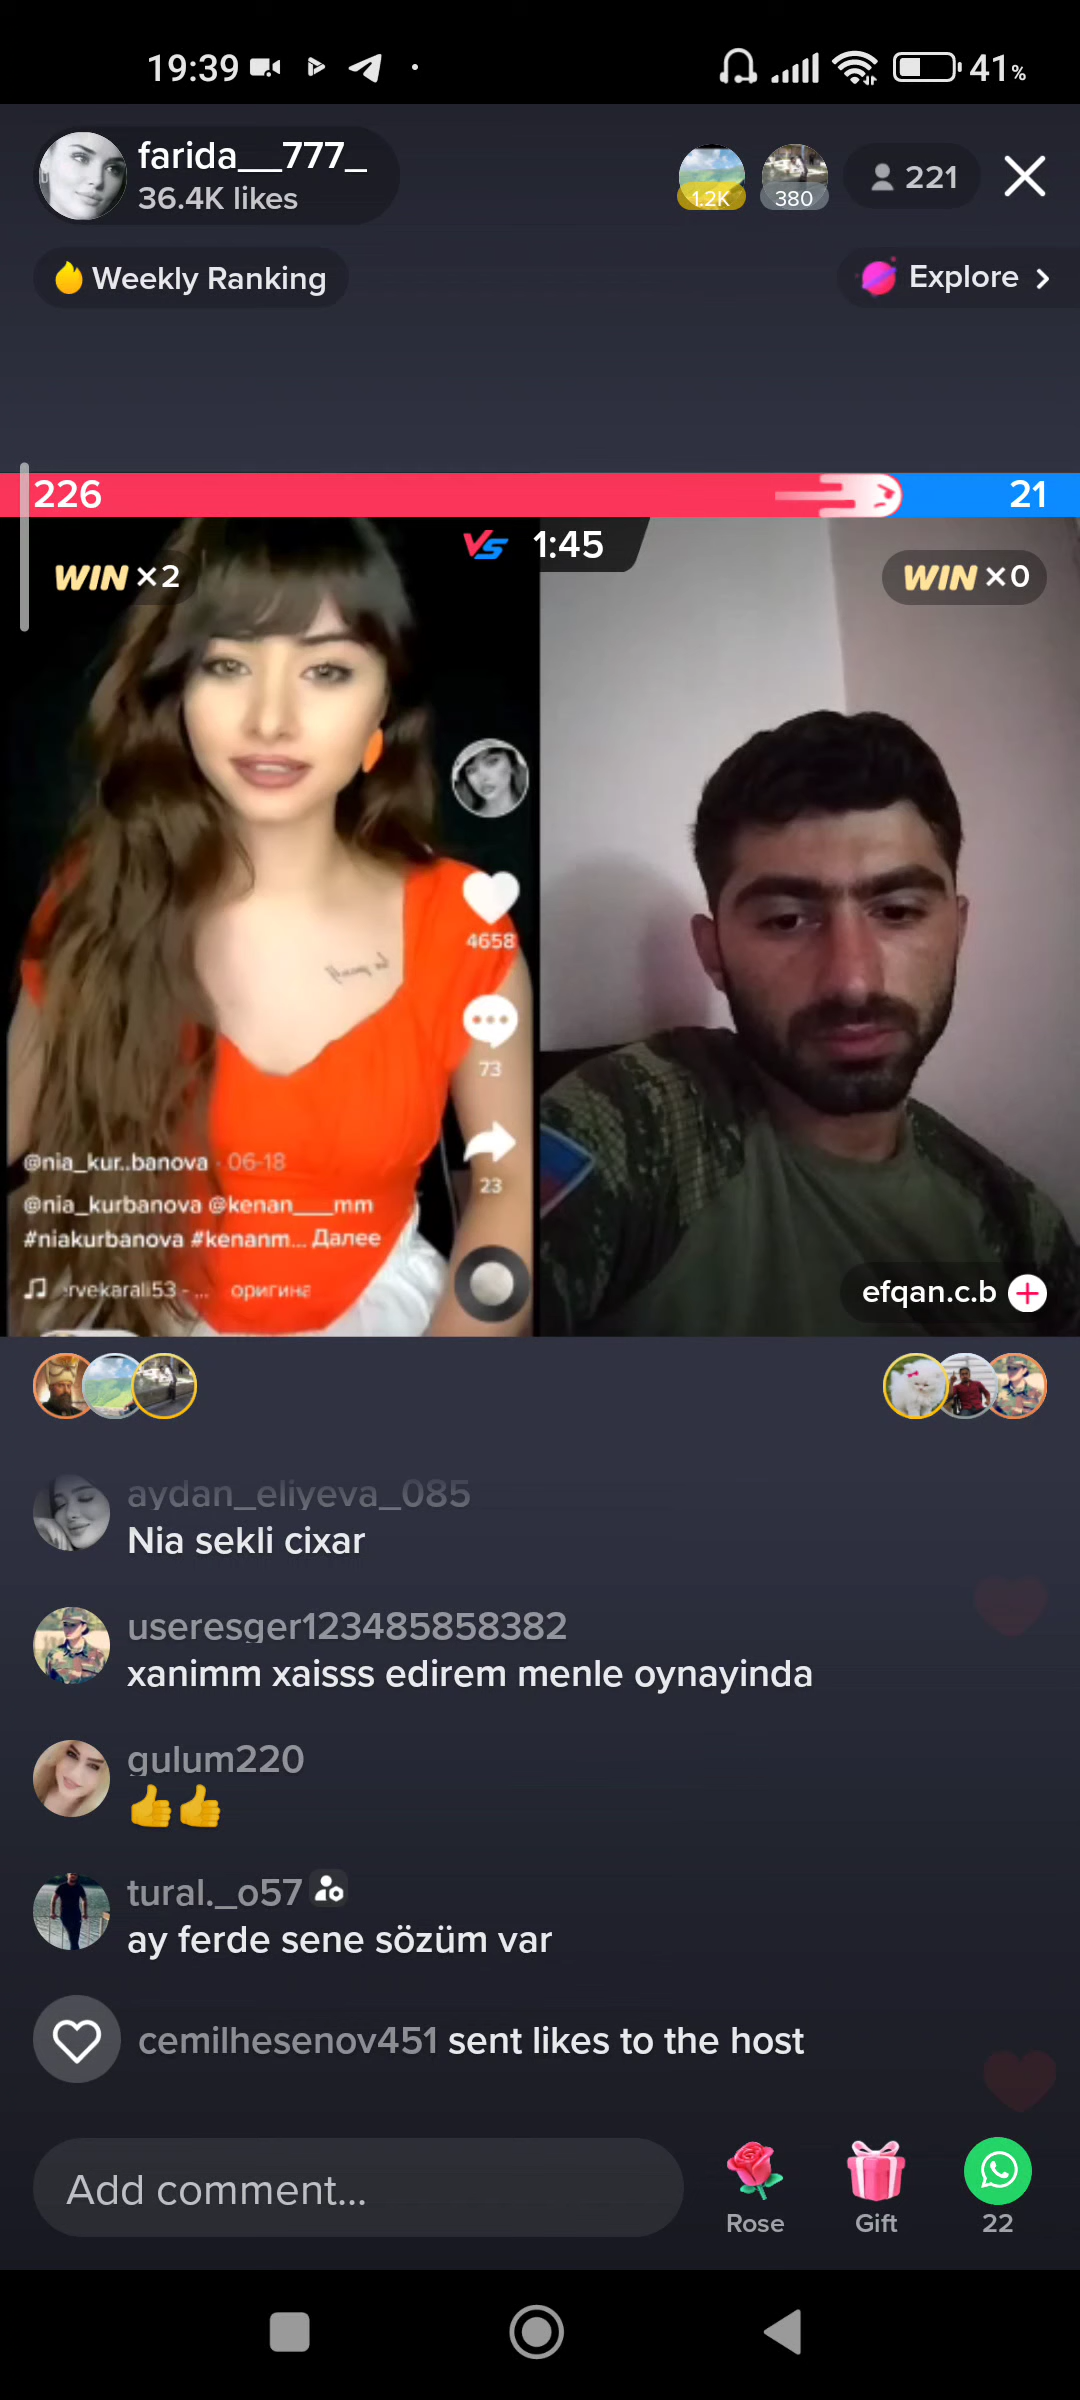 19:39
41%
farida__777_
36.4K likes
1.2K
380
221
Weekly Ranking
Explore
226
21
VS 1:45
WIN ×2
WIN ×0
4658
73
23
@nia_kur..banova · 06-18
@nia_kurbanova @kenan___mm
#niakurbanova #kenanm... Далее
rvekarali53 - ...
efqan.c.b
aydan_eliyeva_085
Nia sekli cixar
useresger123485858382
xanimm xaisss edirem menle oynayinda
gulum220
👍👍
tural._o57
ay ferde sene sözüm var
cemilhesenov451 sent likes to the host
Add comment...
Rose
Gift
22